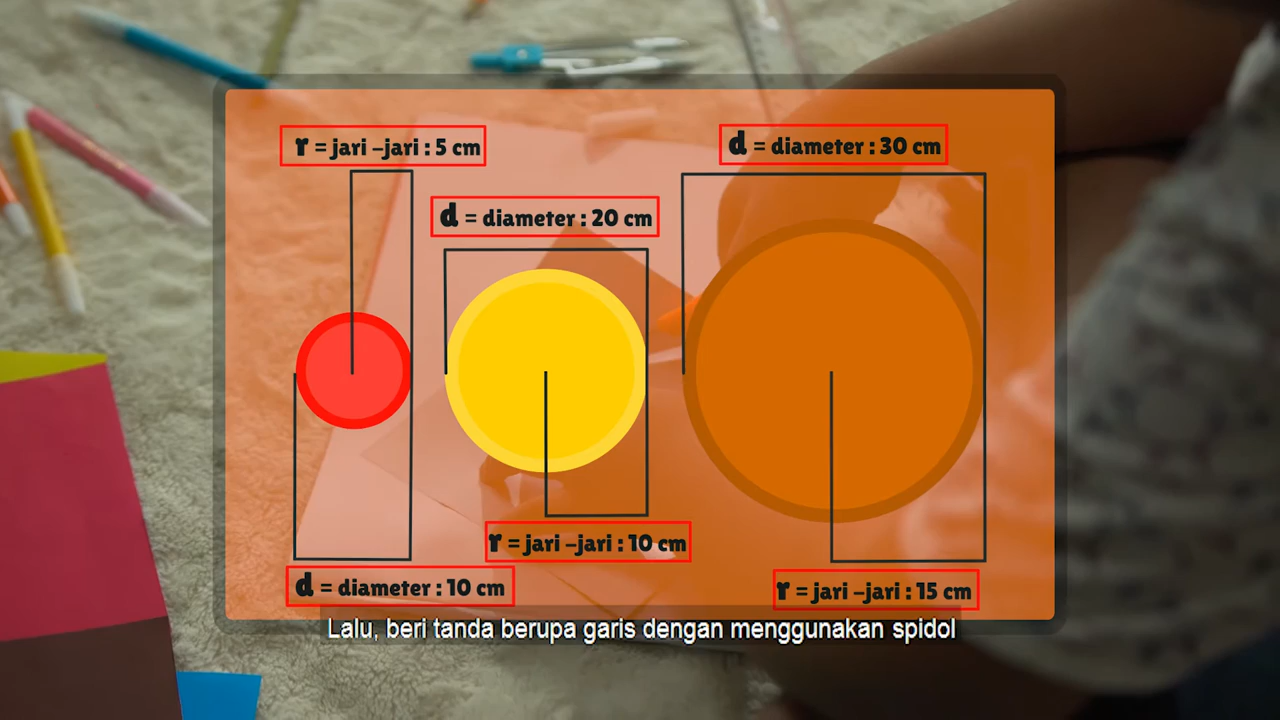 r = jari –jari : 5 cm
d = diameter : 30 cm
d = diameter : 20 cm
r = jari –jari : 10 cm
d = diameter : 10 cm
r = jari –jari : 15 cm
Lalu, beri tanda berupa garis dengan menggunakan spidol